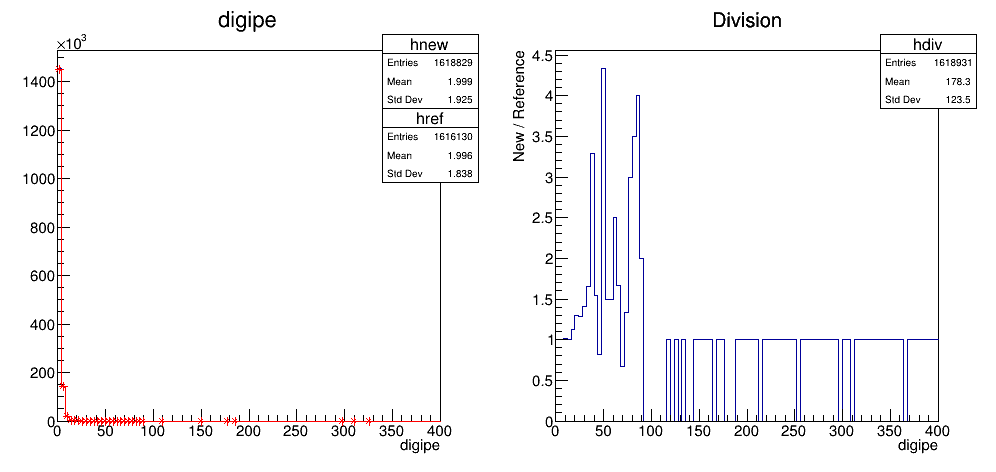 digipe
×10³
hnew
Entries 1618829
Mean 1.999
Std Dev 1.925
href
Entries 1616130
Mean 1.996
Std Dev 1.838
1400
1200
1000
800
600
400
200
0
0 50 100 150 200 250 300 350 400
digipe
Division
hdiv
Entries 1618931
Mean 178.3
Std Dev 123.5
New / Reference
4.5
4
3.5
3
2.5
2
1.5
1
0.5
0
0 50 100 150 200 250 300 350 400
digipe